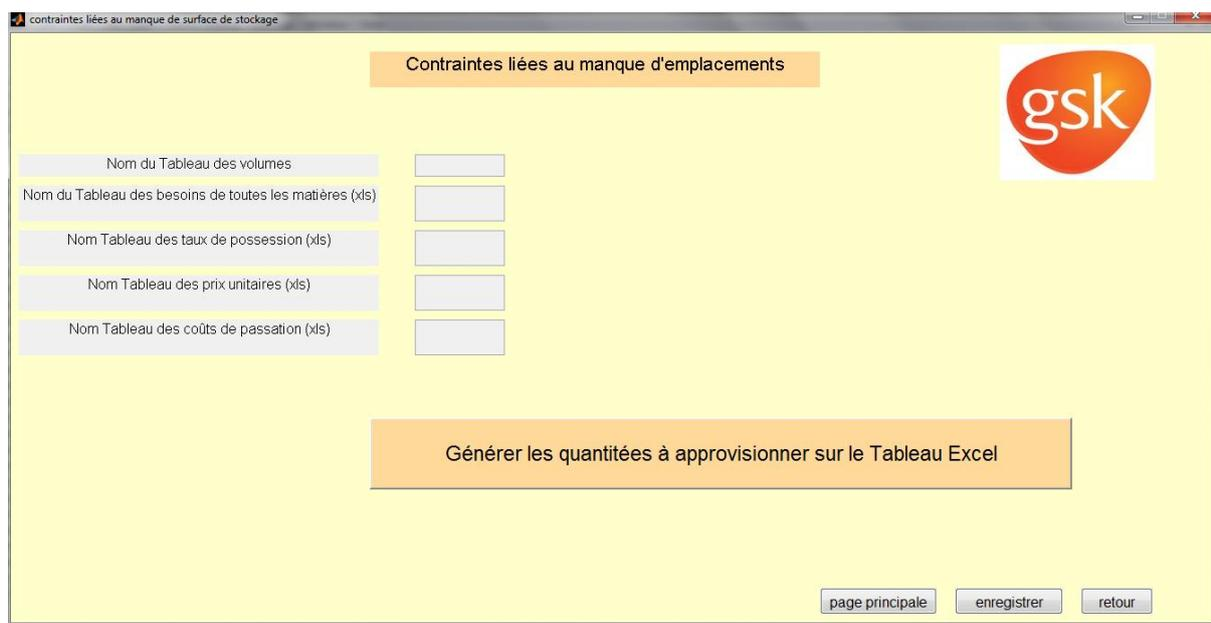 contraintes liées au manque de surface de stockage
Contraintes liées au manque d'emplacements
gsk
Nom du Tableau des volumes
Nom du Tableau des besoins de toutes les matières (xls)
Nom Tableau des taux de possession (xls)
Nom Tableau des prix unitaires (xls)
Nom Tableau des coûts de passation (xls)
Générer les quantitées à approvisionner sur le Tableau Excel
page principale
enregistrer
retour